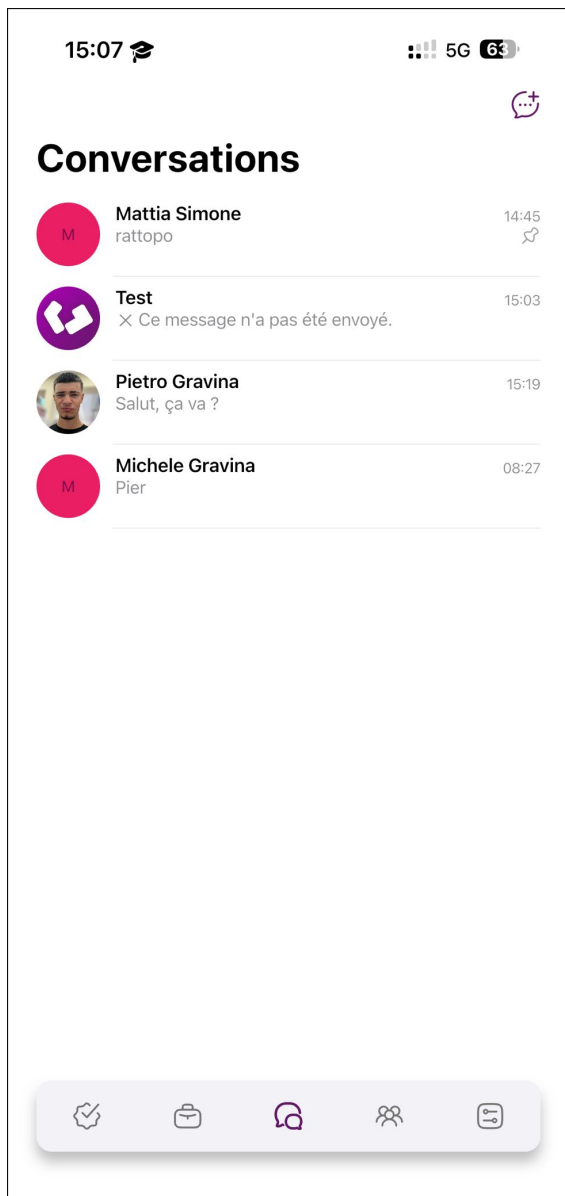 15:07
5G 63
Conversations
Mattia Simone 14:45
M
rattopo
Test 15:03
Ce message n'a pas été envoyé.
Pietro Gravina 15:19
Salut, ça va ?
Michele Gravina 08:27
M
Pier